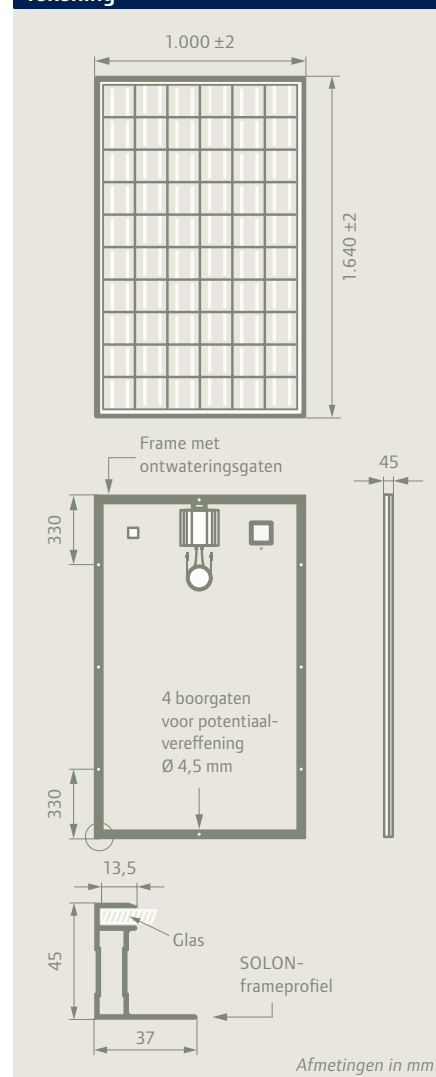 Tekening
1.000 ±2
1.640 ±2
Frame met
ontwateringsgaten
45
330
4 boorgaten
voor potentiaal-
vereffening
Ø 4,5 mm
330
13,5
Glas
45
SOLON-
frameprofiel
37
Afmetingen in mm